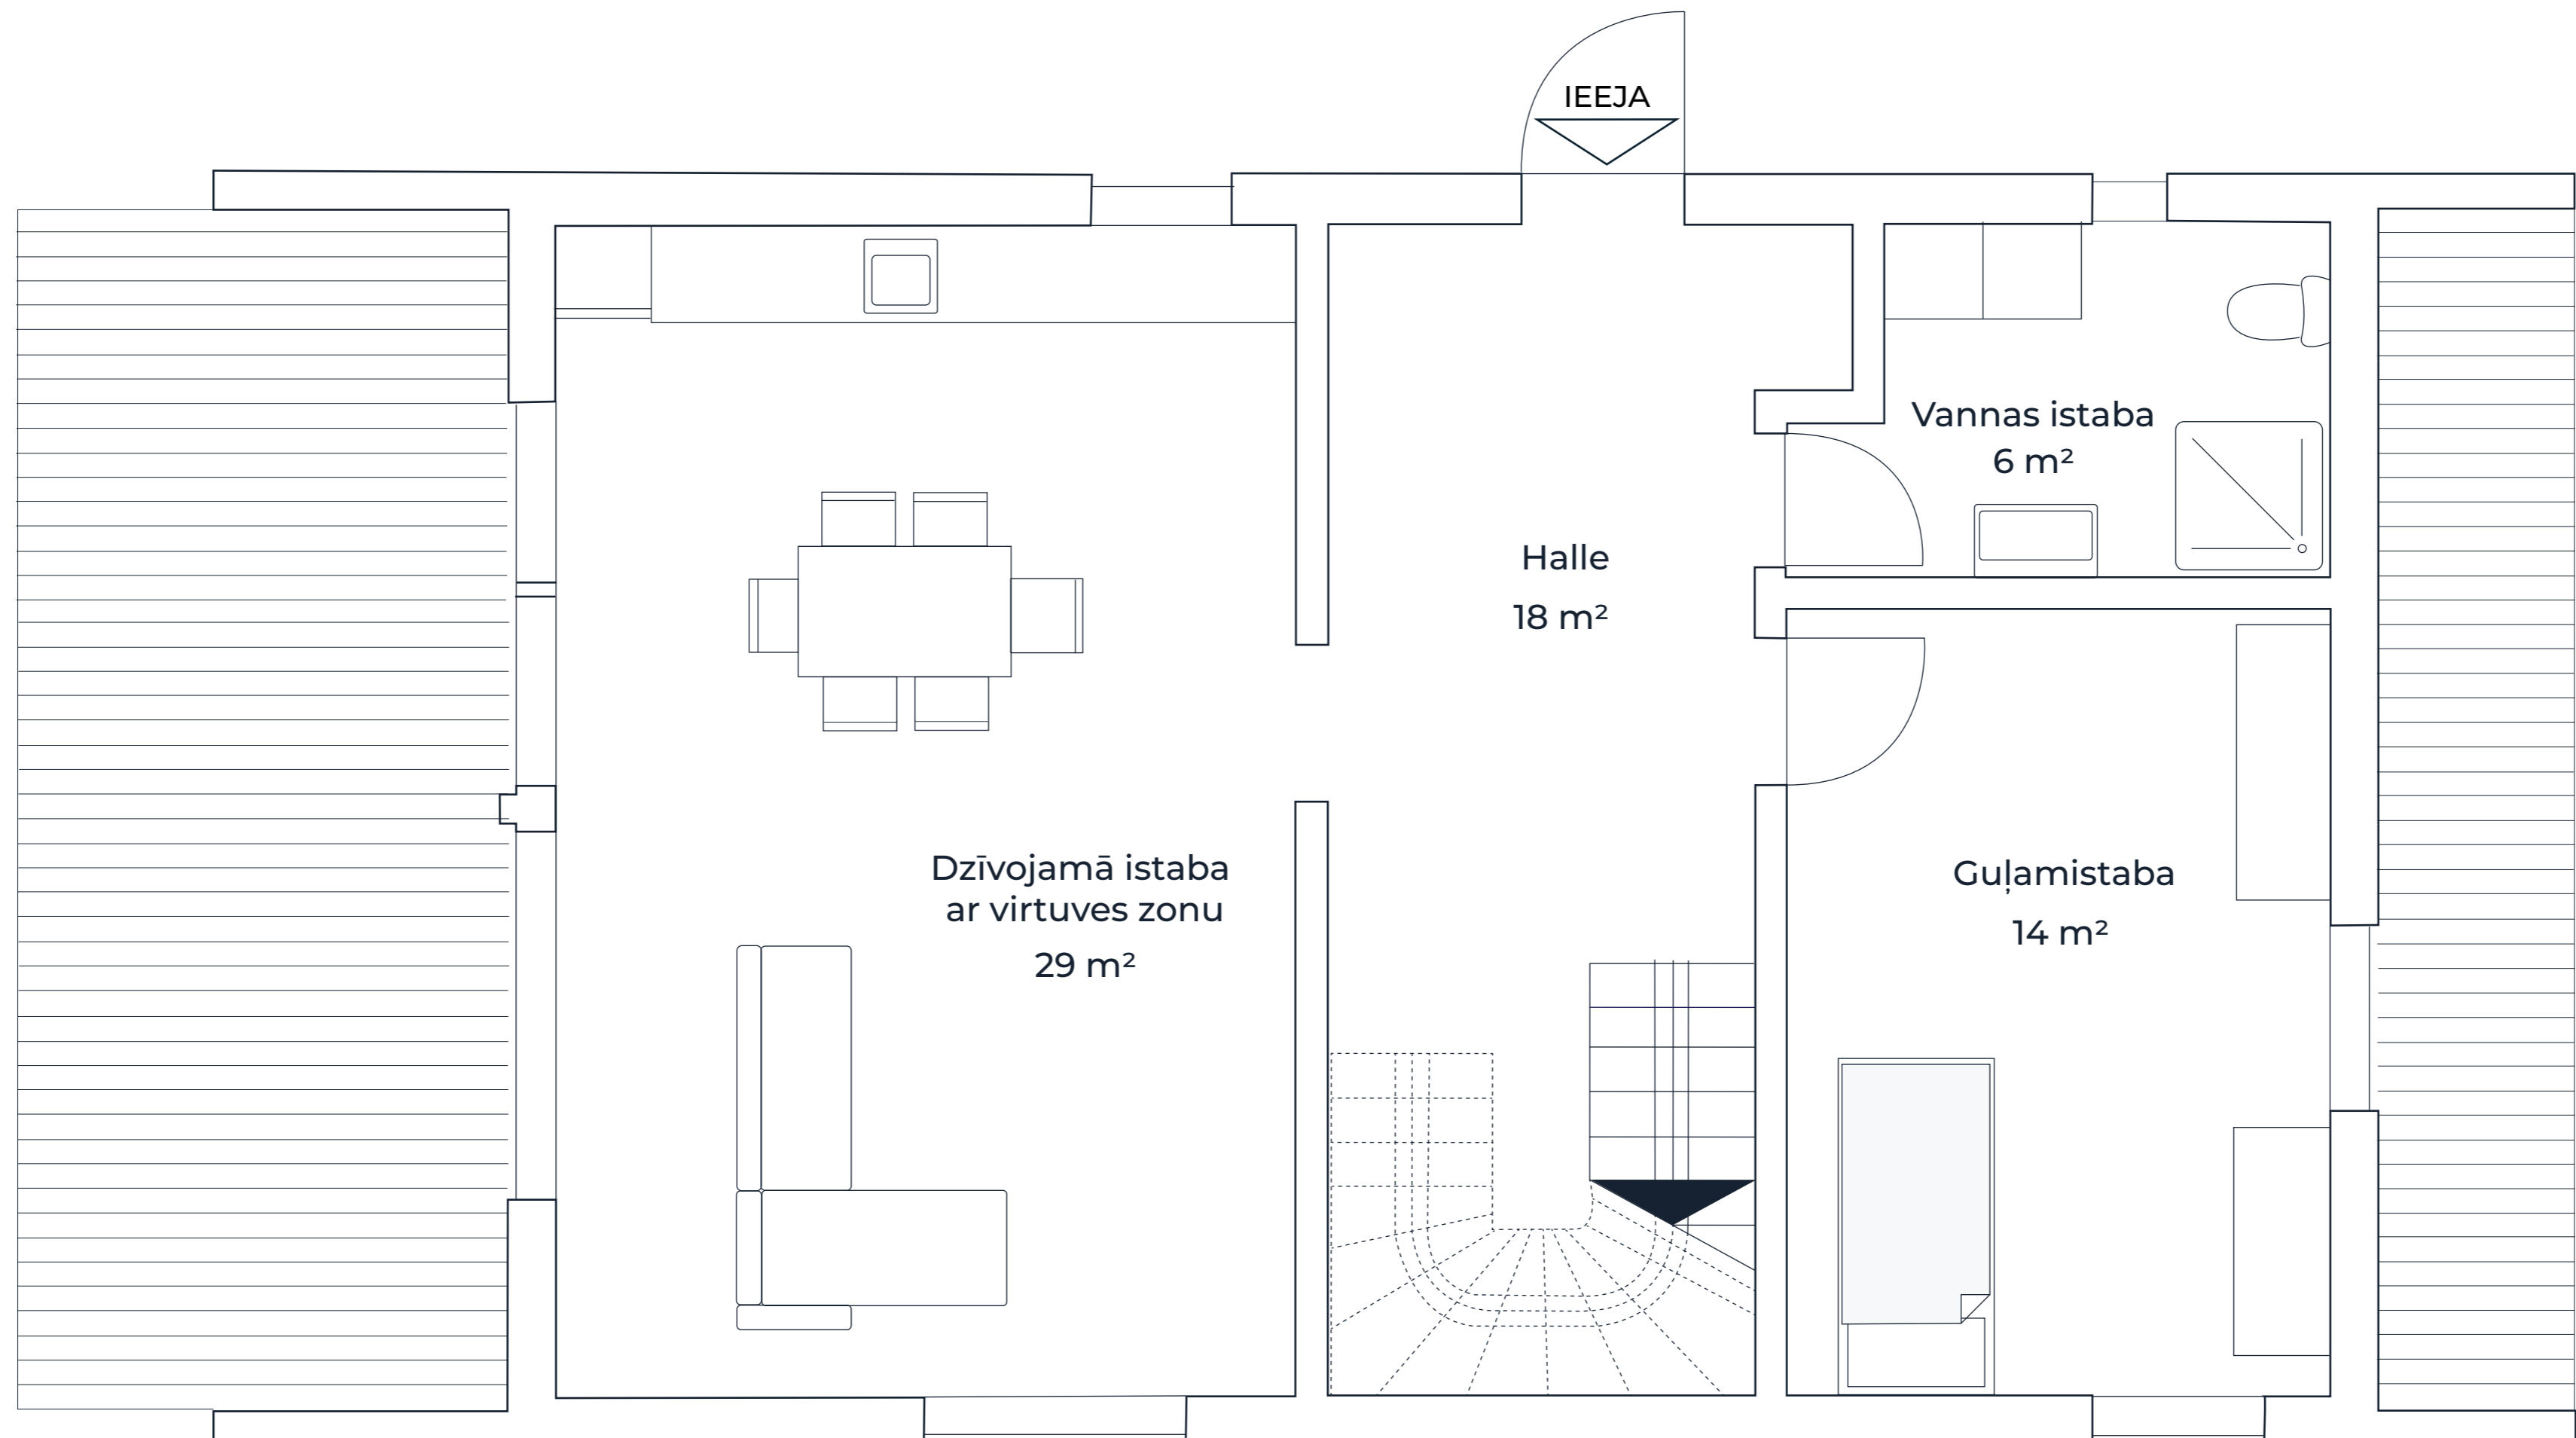 IEEJA
Vannas istaba
6 m²
Halle
18 m²
Dzīvojamā istaba
ar virtuves zonu
29 m²
Guļamistaba
14 m²